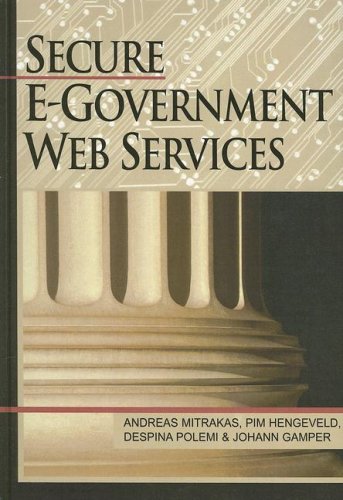 SECURE
E-GOVERNMENT
WEB SERVICES
ANDREAS MITRAKAS, PIM HENGEVELD,
DESPINA POLEMI & JOHANN GAMPER